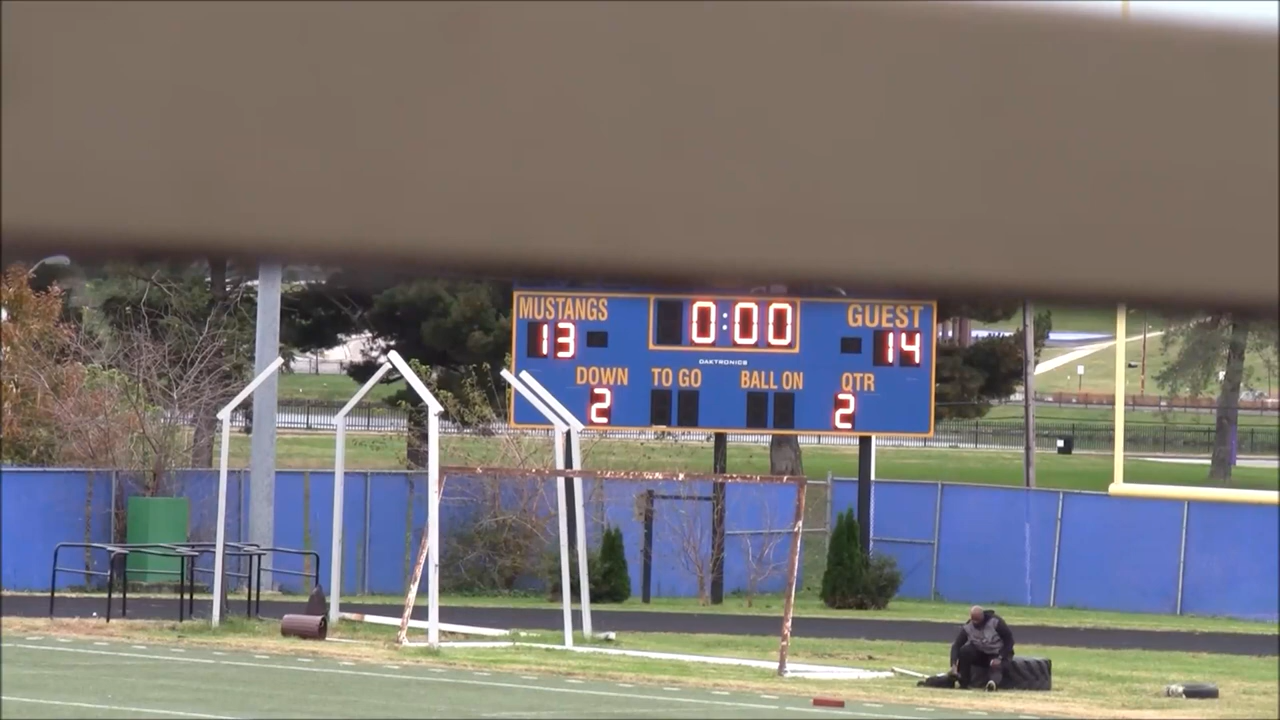 MUSTANGS 0:00 GUEST
13 14
DAKTRONICS
DOWN TO GO BALL ON QTR
2 2